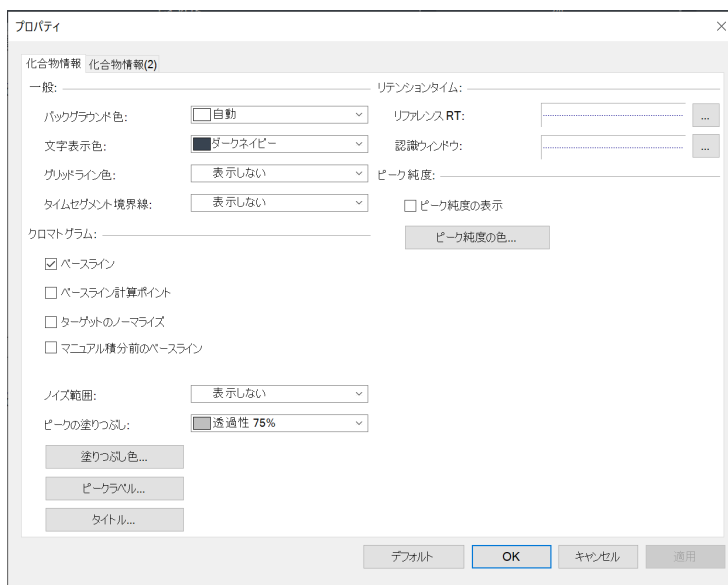 プロパティ
化合物情報 化合物情報(2)
一般:
バックグラウンド色: 自動
文字表示色: ダークネイビー
グリッドライン色: 表示しない
タイムセグメント境界線: 表示しない
クロマトグラム:
ベースライン
ベースライン計算ポイント
ターゲットのノーマライズ
マニュアル積分前のベースライン
ノイズ範囲: 表示しない
ピークの塗りつぶし: 透過性 75%
塗りつぶし色...
ピークラベル...
タイトル...
リテンションタイム:
リファレンス RT: ...
認識ウィンドウ: ...
ピーク純度:
ピーク純度の表示
ピーク純度の色...
デフォルト OK キャンセル 適用